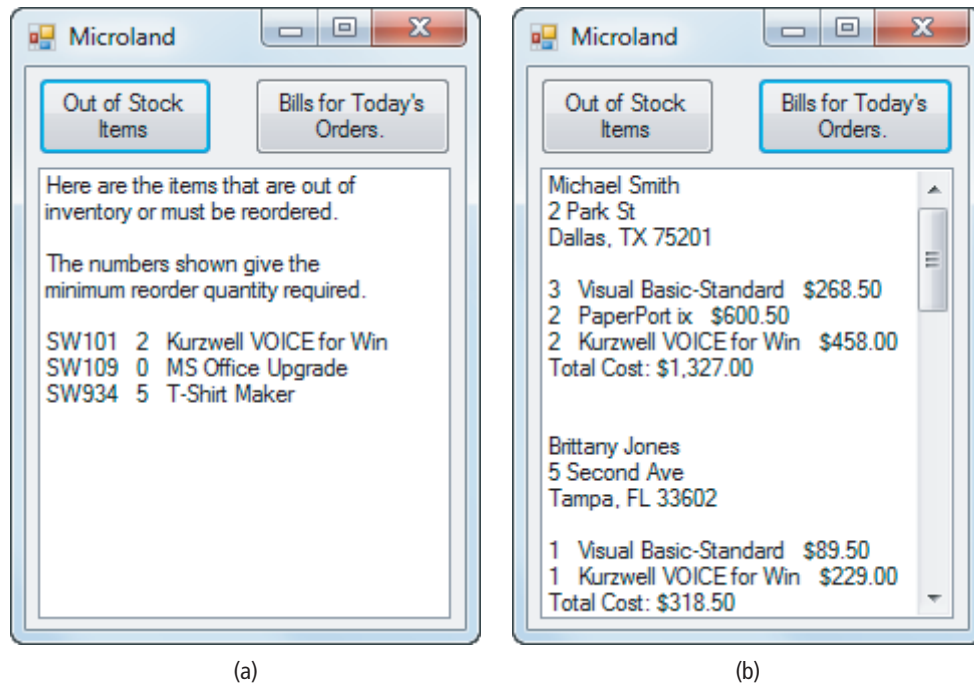 Microland
Out of Stock
Items
Bills for Today's
Orders.
Here are the items that are out of
inventory or must be reordered.
The numbers shown give the
minimum reorder quantity required.
SW101 2 Kurzwell VOICE for Win
SW109 0 MS Office Upgrade
SW934 5 T-Shirt Maker
(a)
Microland
Out of Stock
Items
Bills for Today's
Orders.
Michael Smith
2 Park St
Dallas, TX 75201
3 Visual Basic-Standard $268.50
2 PaperPort ix $600.50
2 Kurzwell VOICE for Win $458.00
Total Cost: $1,327.00
Brittany Jones
5 Second Ave
Tampa, FL 33602
1 Visual Basic-Standard $89.50
1 Kurzwell VOICE for Win $229.00
Total Cost: $318.50
(b)